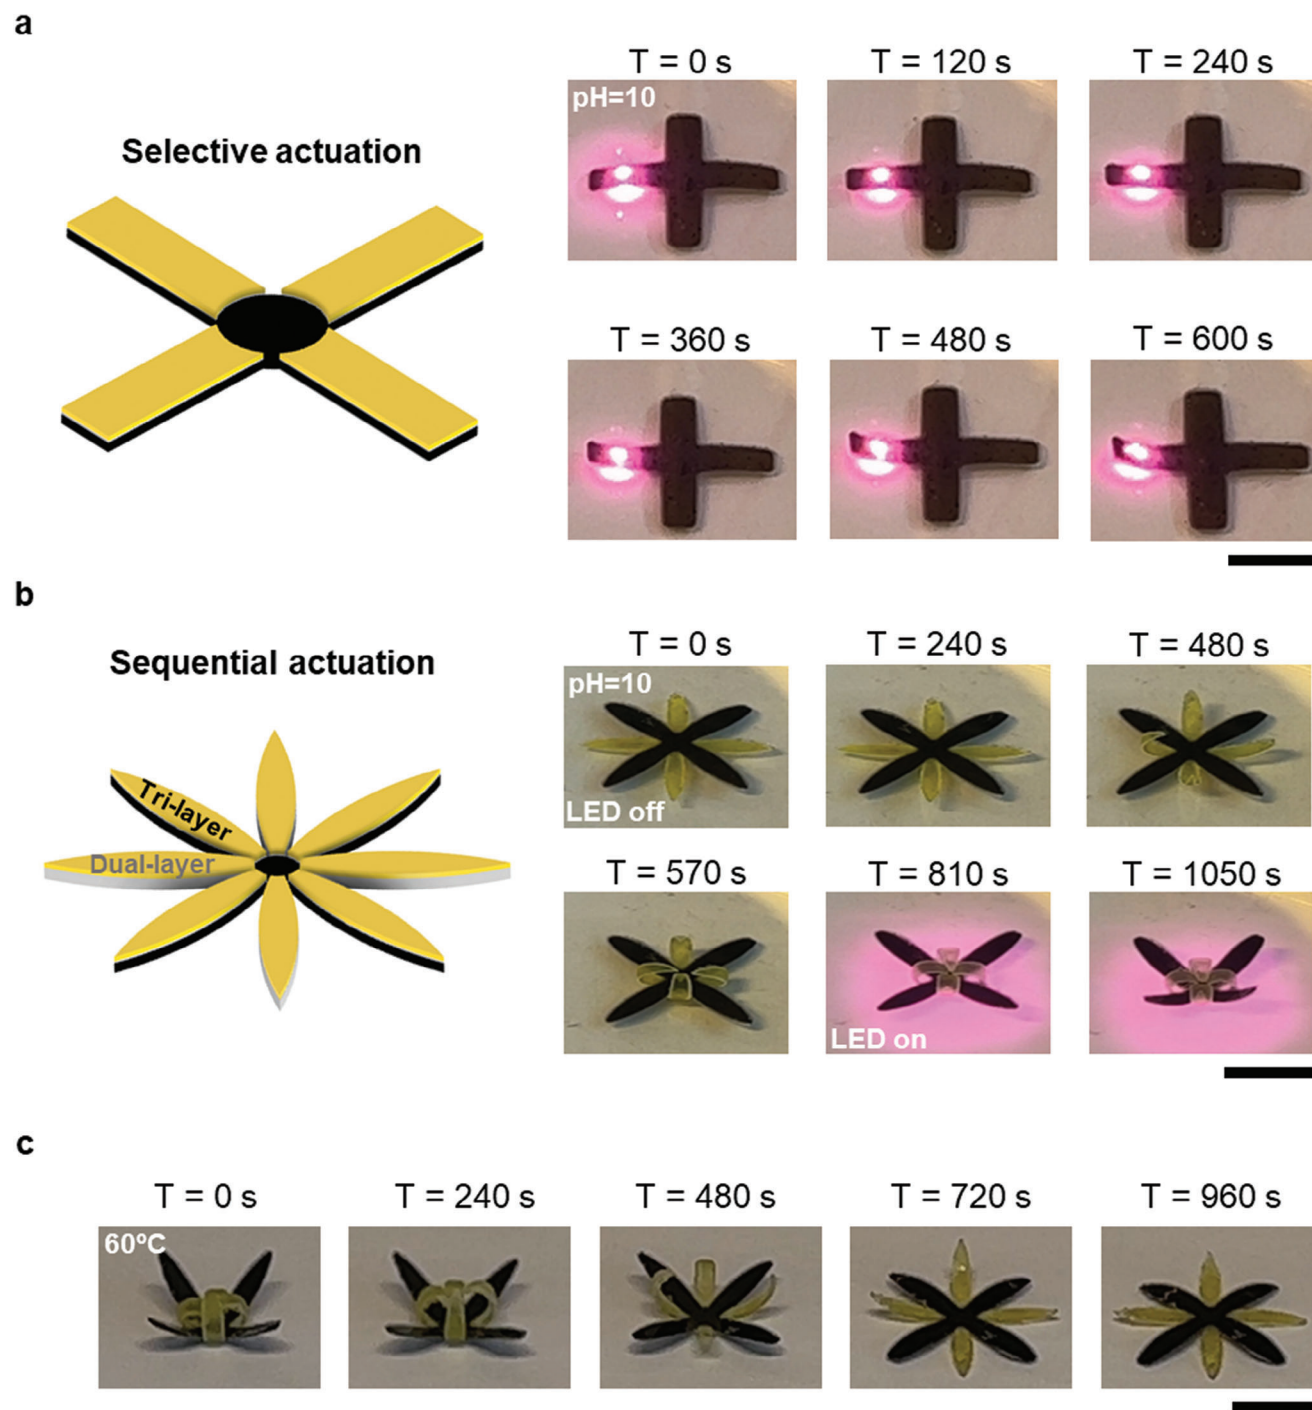 a
Selective actuation
T = 0 s
T = 120 s
T = 240 s
pH=10
T = 360 s
T = 480 s
T = 600 s
b
Sequential actuation
T = 0 s
T = 240 s
T = 480 s
pH=10
LED off
Tri-layer
Dual-layer
T = 570 s
T = 810 s
T = 1050 s
LED on
c
T = 0 s
T = 240 s
T = 480 s
T = 720 s
T = 960 s
60ºC